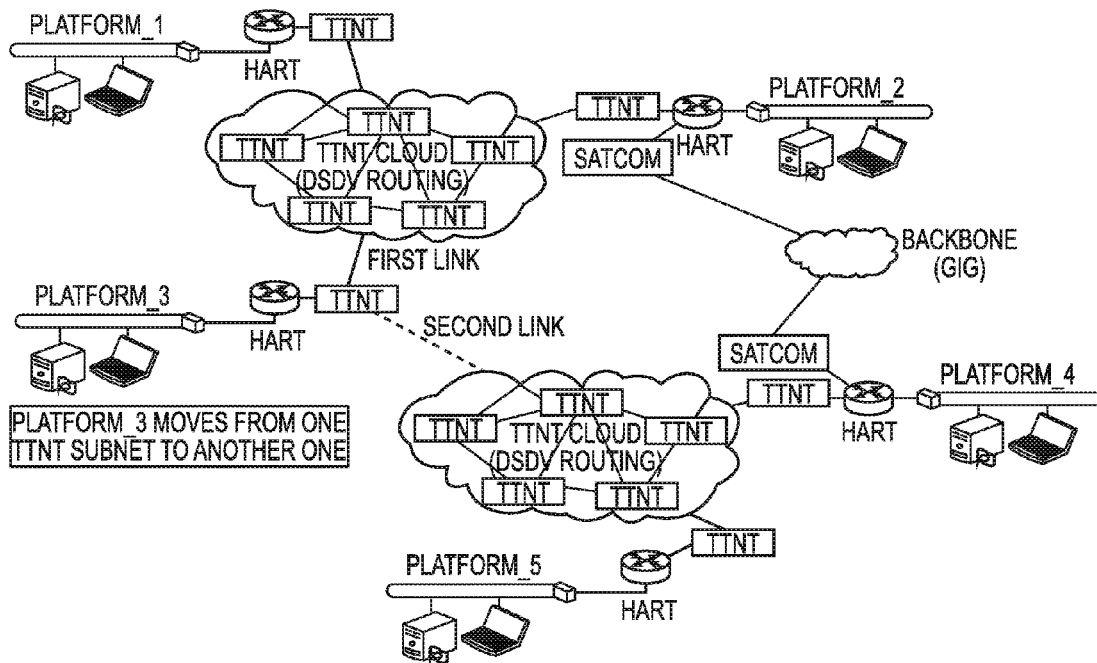 PLATFORM_1
TTNT
HART
PLATFORM_2
TTNT
HART
SATCOM
TTNT
TTNT
TTNT
TTNT CLOUD
(DSDV ROUTING)
TTNT
TTNT
BACKBONE
(GIG)
FIRST LINK
PLATFORM_3
TTNT
HART
SECOND LINK
SATCOM
PLATFORM_4
TTNT
HART
PLATFORM_3 MOVES FROM ONE
TTNT SUBNET TO ANOTHER ONE
TTNT
TTNT
TTNT
TTNT CLOUD
(DSDV ROUTING)
TTNT
TTNT
TTNT
PLATFORM_5
HART